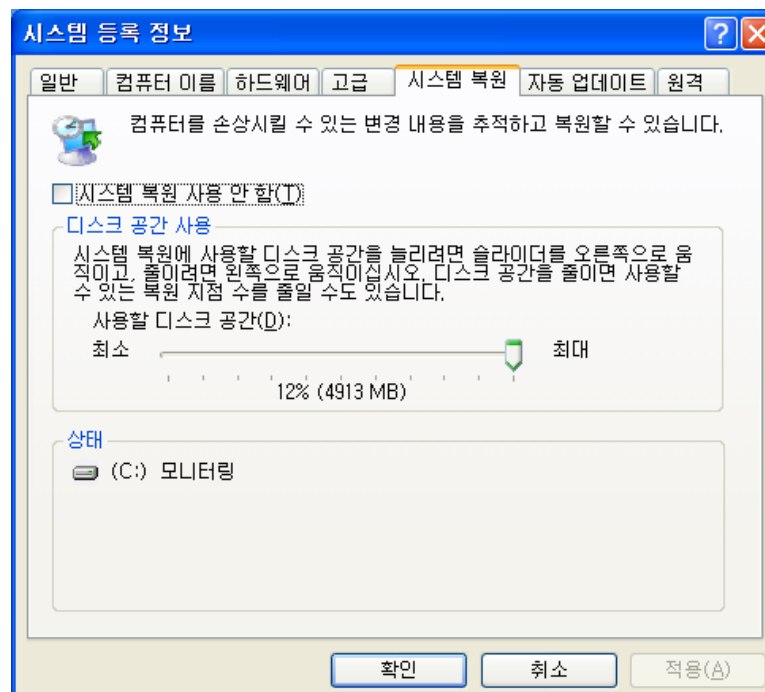 시스템 등록 정보
일반 컴퓨터 이름 하드웨어 고급 시스템 복원 자동 업데이트 원격
컴퓨터를 손상시킬 수 있는 변경 내용을 추적하고 복원할 수 있습니다.
시스템 복원 사용 안 함(T)
디스크 공간 사용
시스템 복원에 사용할 디스크 공간을 늘리려면 슬라이더를 오른쪽으로 움
직이고, 줄이려면 왼쪽으로 움직이십시오. 디스크 공간을 줄이면 사용할
수 있는 복원 지점 수를 줄일 수도 있습니다.
사용할 디스크 공간(D):
최소 최대
12% (4913 MB)
상태
(C:) 모니터링
확인 취소 적용(A)